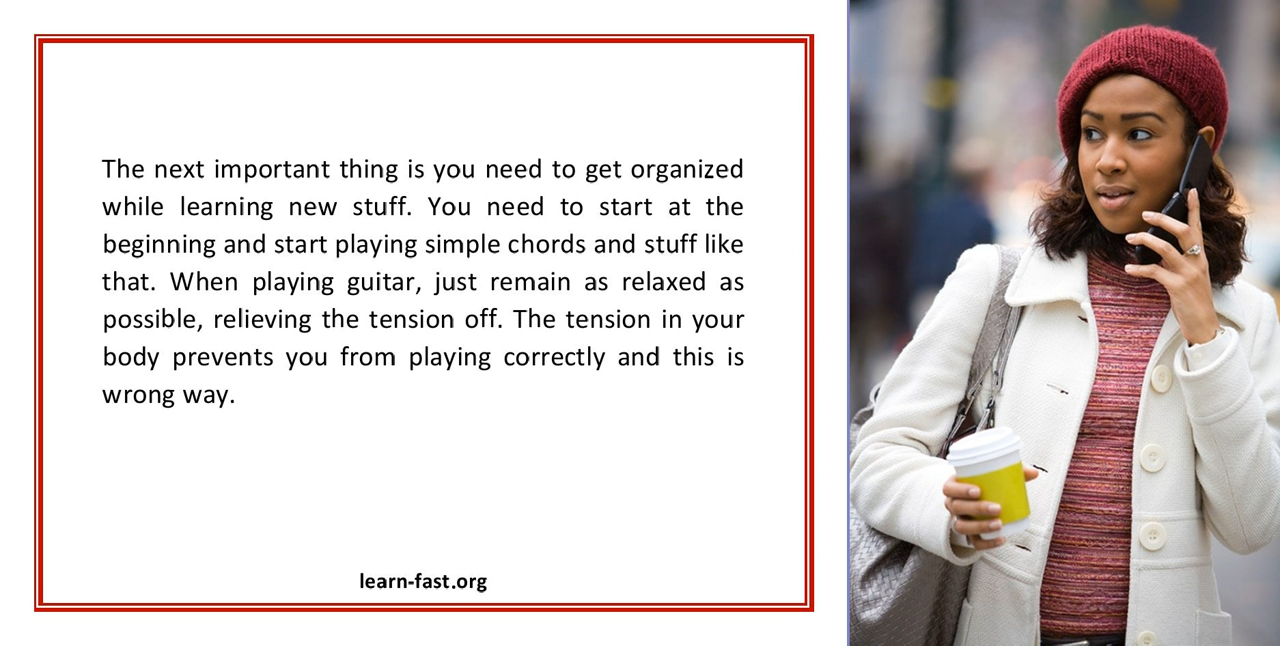 The next important thing is you need to get organized
while learning new stuff. You need to start at the
beginning and start playing simple chords and stuff like
that. When playing guitar, just remain as relaxed as
possible, relieving the tension off. The tension in your
body prevents you from playing correctly and this is
wrong way.
learn-fast.org